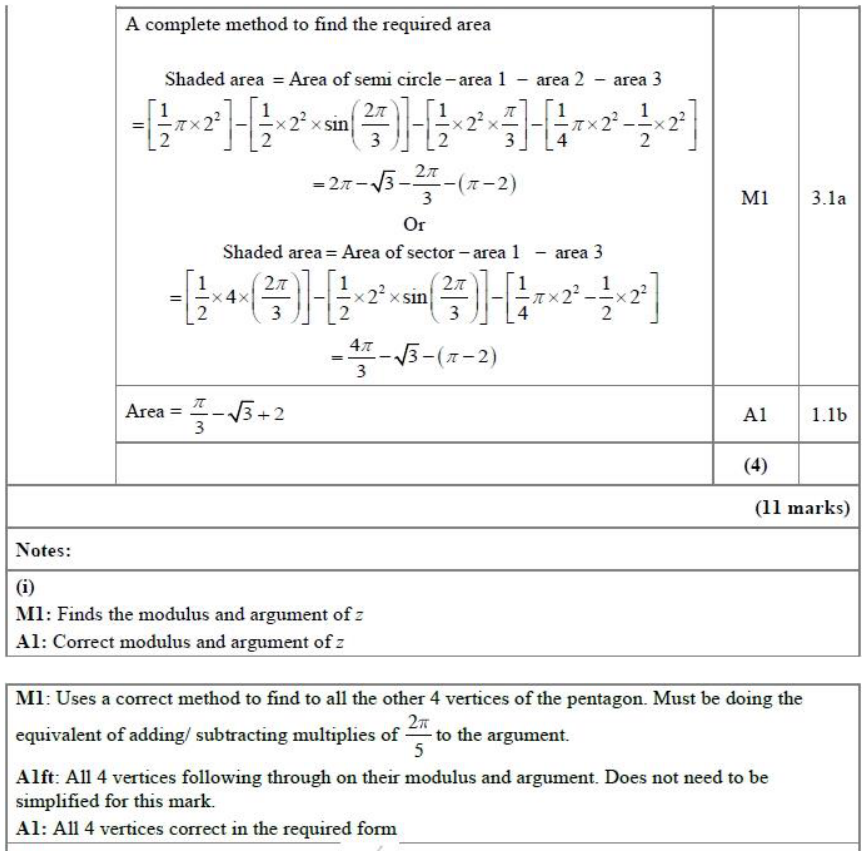 A complete method to find the required area
Shaded area = Area of semi circle – area 1 – area 2 – area 3
=[1/2 π×2²]−[1/2×2²×sin(2π/3)]−[1/2×2²×π/3]−[1/4 π×2²−1/2×2²]
=2π−√3−2π/3−(π−2)
M1 3.1a
Or
Shaded area = Area of sector – area 1 – area 3
=[1/2×4×(2π/3)]−[1/2×2²×sin(2π/3)]−[1/4 π×2²−1/2×2²]
=4π/3−√3−(π−2)
Area = π/3−√3+2 A1 1.1b
(4)
(11 marks)
Notes:
(i)
M1: Finds the modulus and argument of z
A1: Correct modulus and argument of z
M1: Uses a correct method to find to all the other 4 vertices of the pentagon. Must be doing the
equivalent of adding/ subtracting multiplies of 2π/5 to the argument.
A1ft: All 4 vertices following through on their modulus and argument. Does not need to be
simplified for this mark.
A1: All 4 vertices correct in the required form